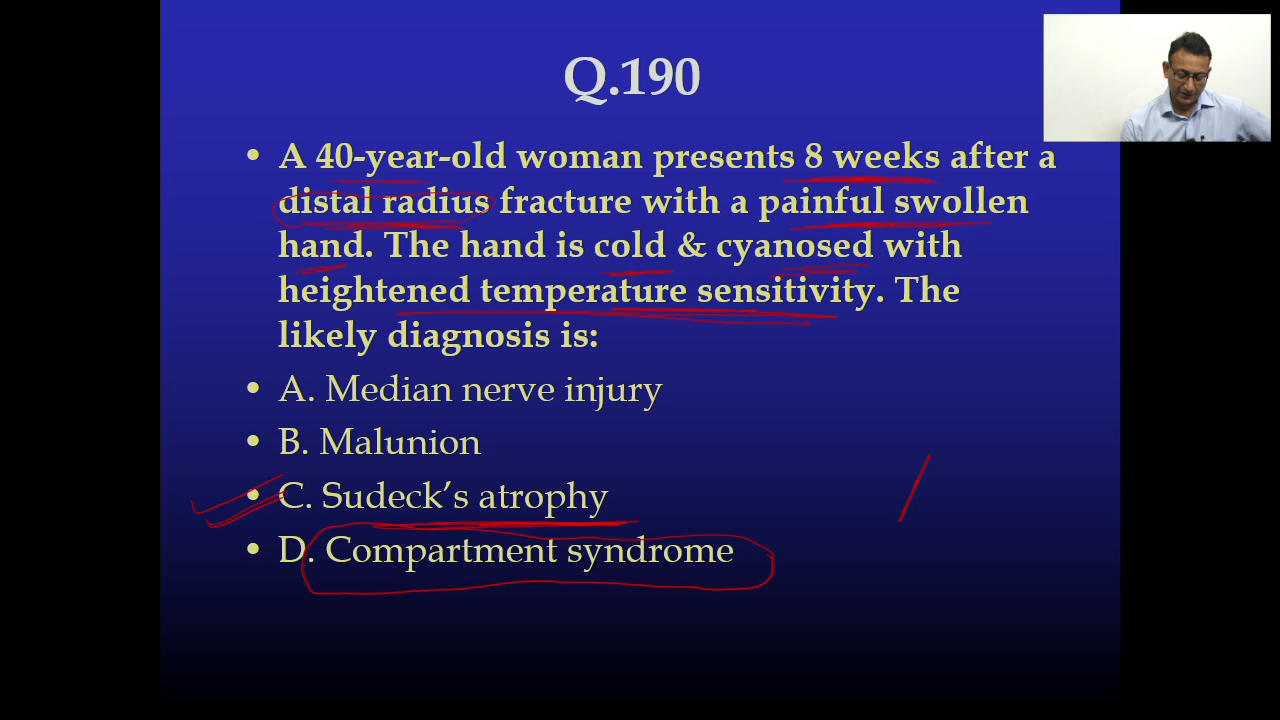 Q.190
• A 40-year-old woman presents 8 weeks after a
distal radius fracture with a painful swollen
hand. The hand is cold & cyanosed with
heightened temperature sensitivity. The
likely diagnosis is:
• A. Median nerve injury
• B. Malunion
• C. Sudeck’s atrophy
• D. Compartment syndrome